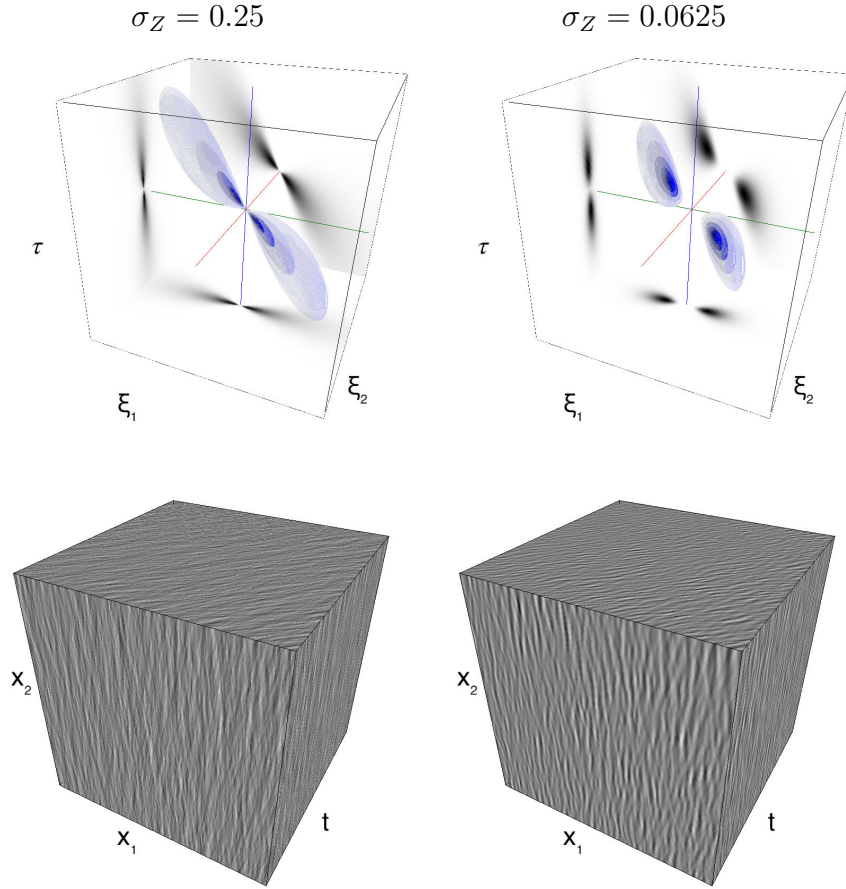 σ_Z = 0.25
σ_Z = 0.0625
τ
ξ₁
ξ₂
τ
ξ₁
ξ₂
x₂
x₁
t
x₂
x₁
t